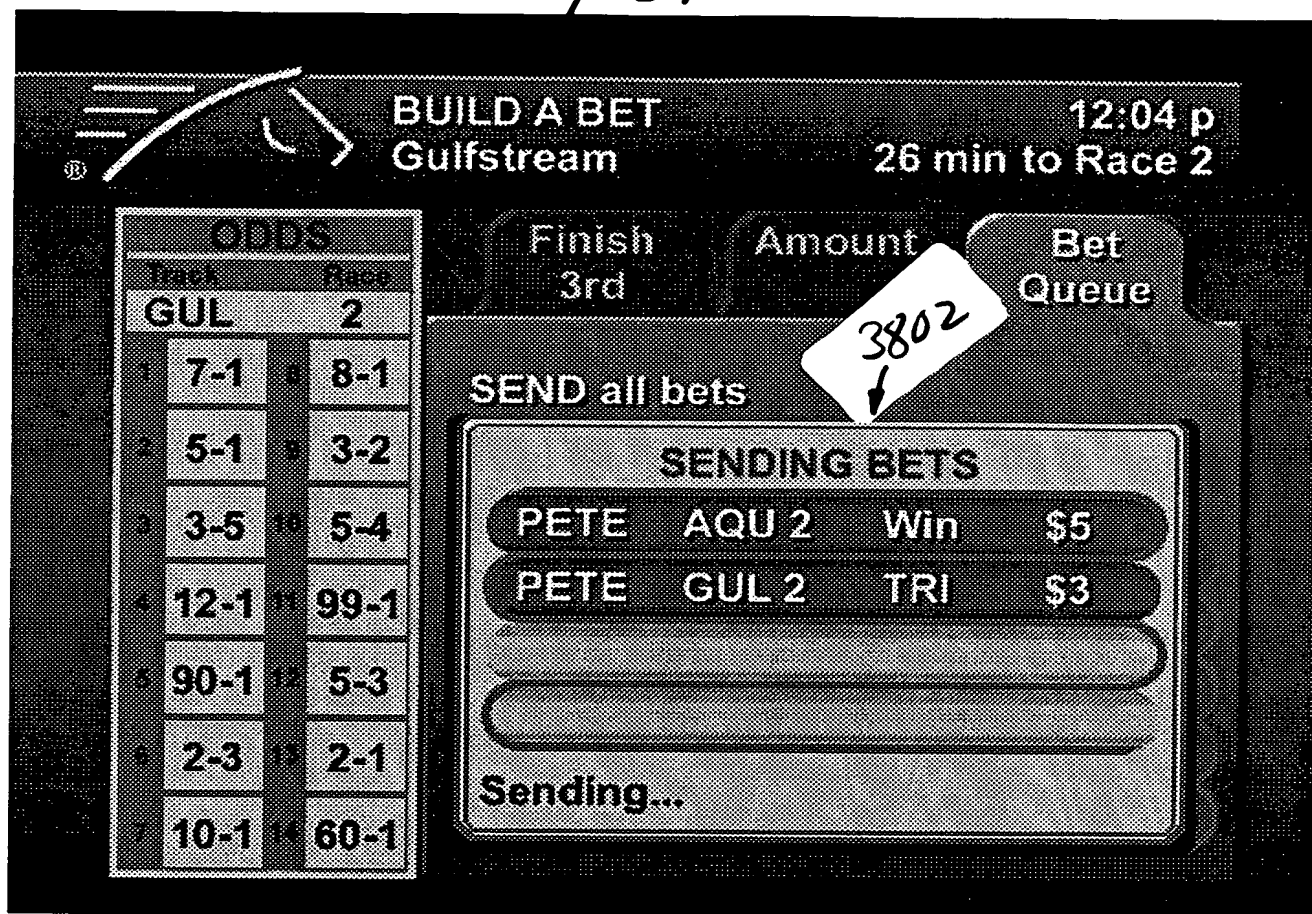 BUILD A BET
Gulfstream
12:04 p
26 min to Race 2
®
ODDS
Track Race
GUL 2
1 7-1 8 8-1
2 5-1 9 3-2
3 3-5 10 5-4
4 12-1 11 99-1
5 90-1 12 5-3
6 2-3 13 2-1
7 10-1 14 60-1
Finish
3rd
Amount
Bet
Queue
3802
SEND all bets
SENDING BETS
PETE AQU 2 Win $5
PETE GUL 2 TRI $3
Sending...